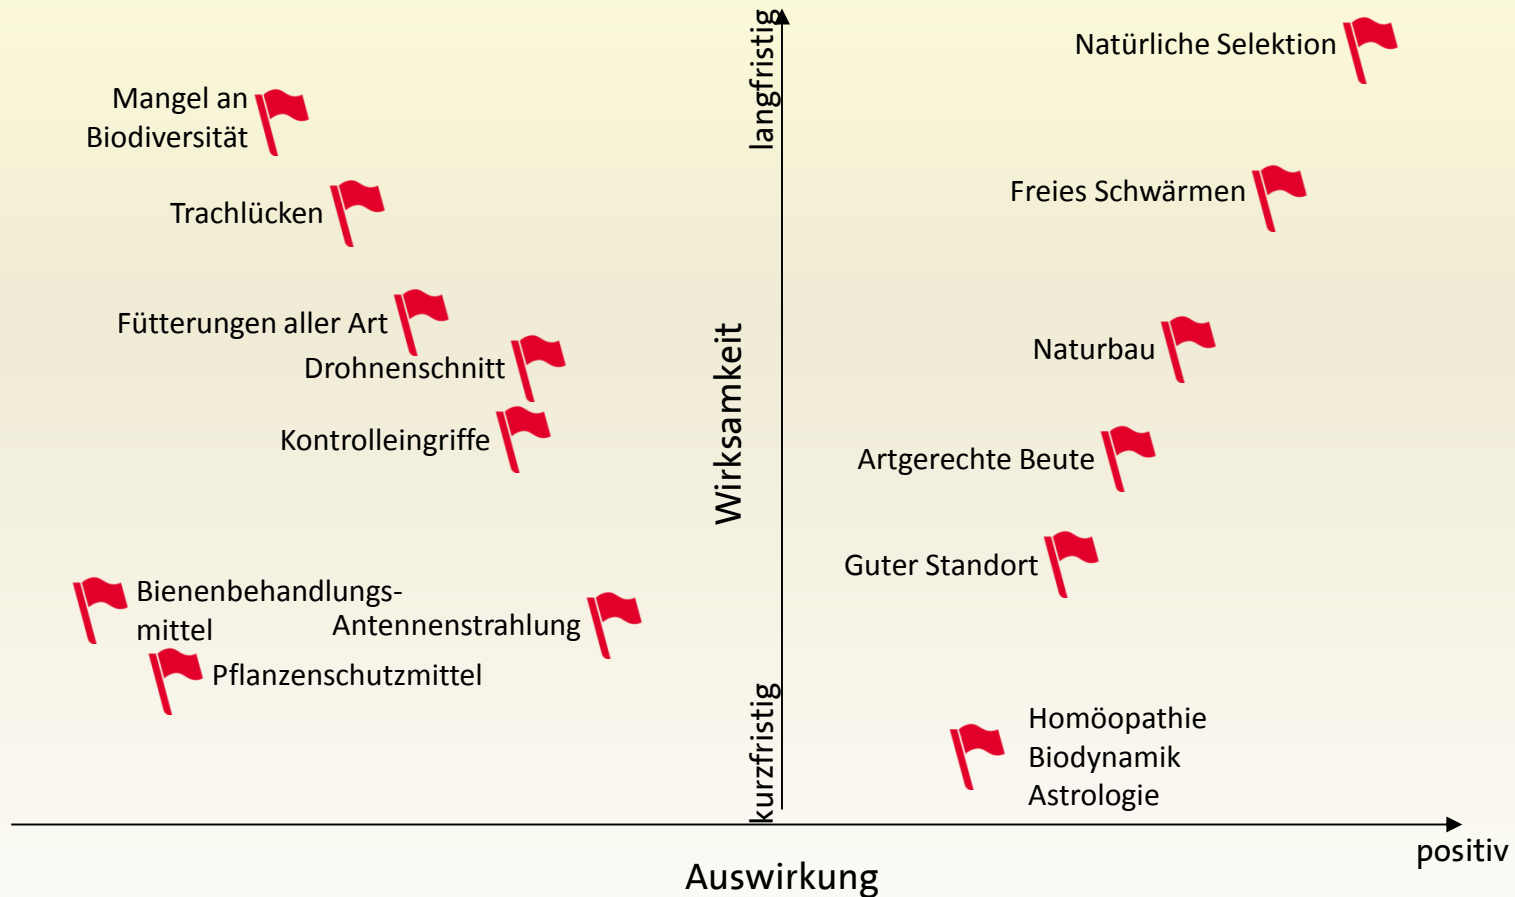 langfristig
Natürliche Selektion
Mangel an
Biodiversität
Trachlücken
Freies Schwärmen
Fütterungen aller Art
Drohnenschnitt
Naturbau
Wirksamkeit
Kontrolleingriffe
Artgerechte Beute
Guter Standort
Bienenbehandlungs-
mittel
Antennenstrahlung
Pflanzenschutzmittel
kurzfristig
Homöopathie
Biodynamik
Astrologie
positiv
Auswirkung